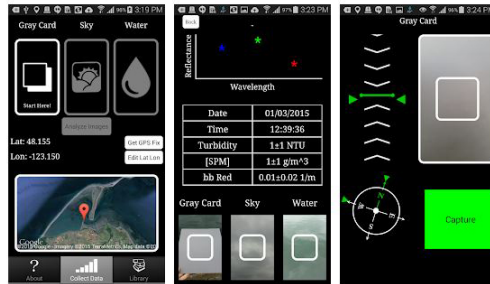 3:19 PM
Gray Card Sky Water
Start Here!
Analyze Images
Lat: 48.155
Lon: -123.150
Get GPS Fix
Edit Lat Lon
Google
?
About
Collect Data
Library
97% 3:23 PM
Back
Reflectance
Wavelength
Date 01/03/2015
Time 12:39:36
Turbidity 1±1 NTU
[SPM] 1±1 g/m^3
bb Red 0.01±0.02 1/m
Gray Card Sky Water
96% 3:24 PM
Gray Card
N
Capture